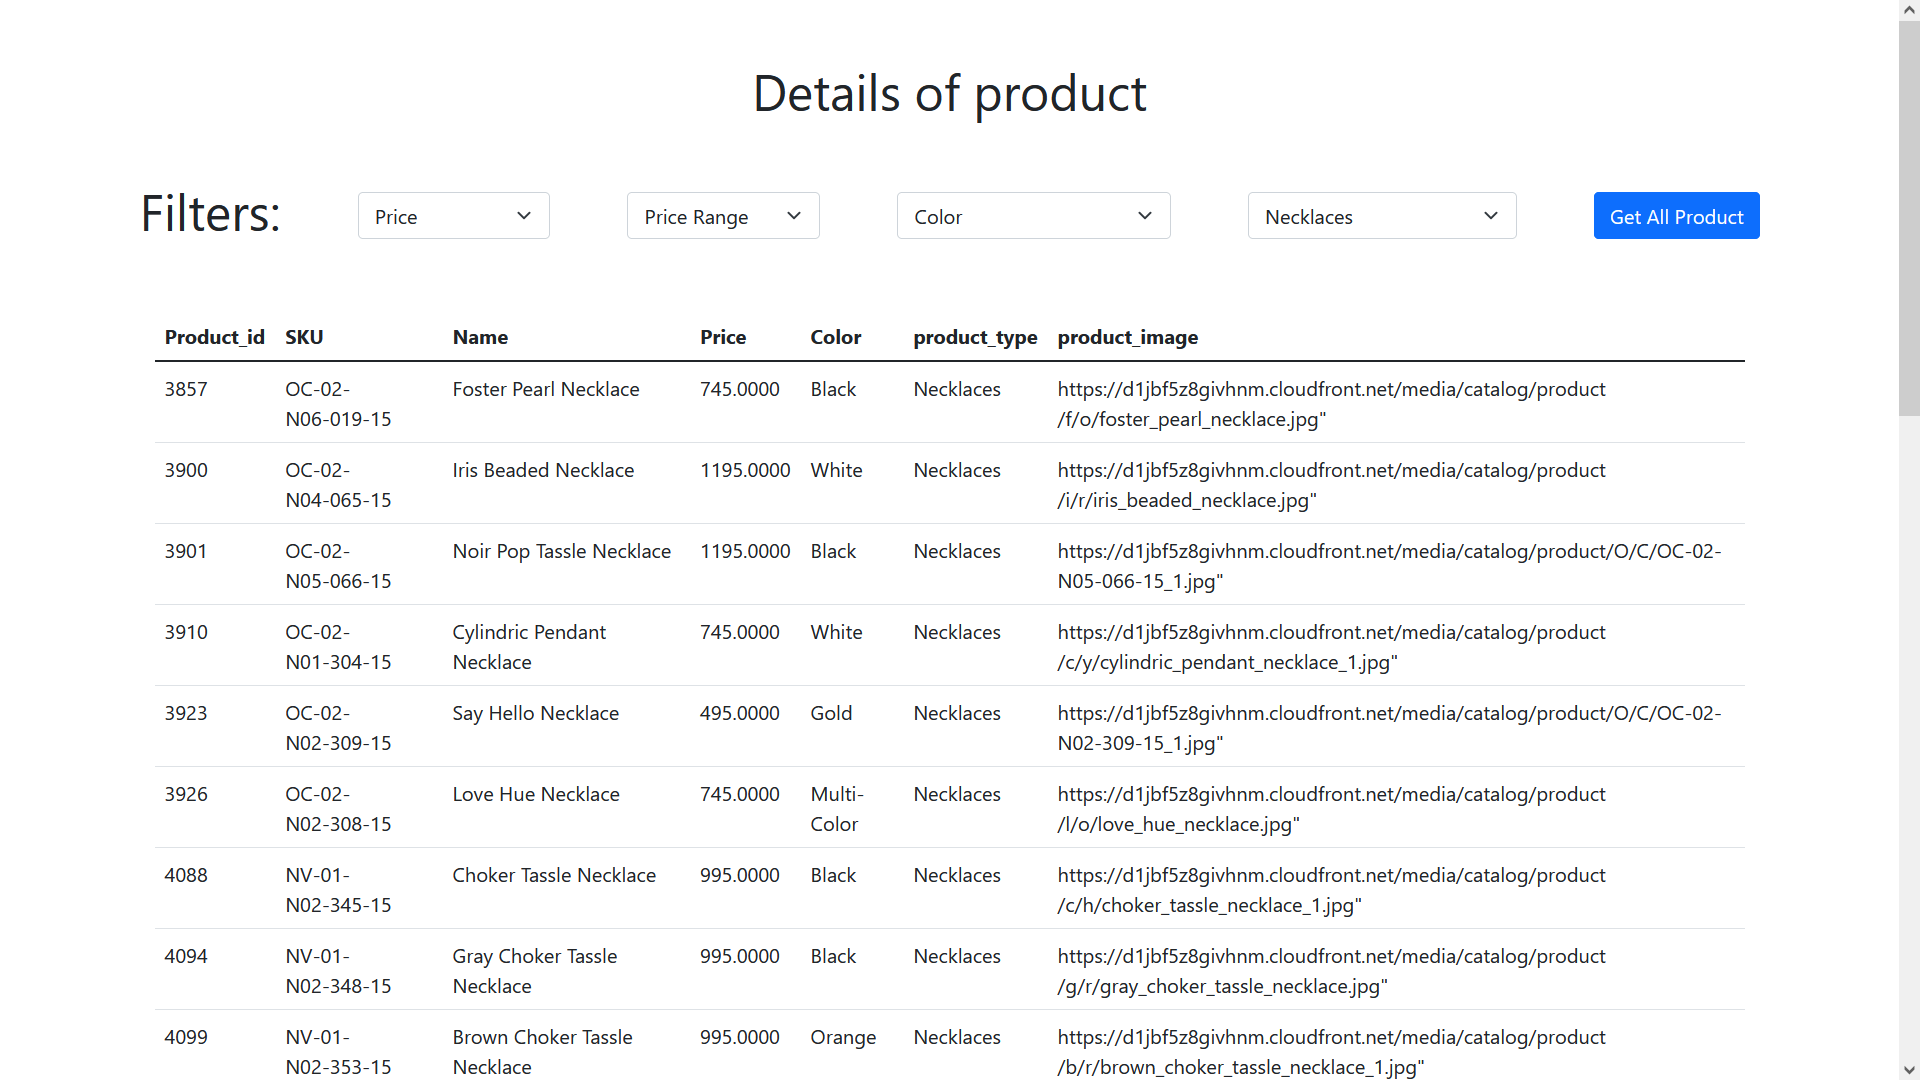 Details of product
Filters:
Price
Price Range
Color
Necklaces
Get All Product
Product_id SKU Name Price Color product_type product_image
3857 OC-02- Foster Pearl Necklace 745.0000 Black Necklaces https://d1jbf5z8givhnm.cloudfront.net/media/catalog/product
N06-019-15 /f/o/foster_pearl_necklace.jpg"
3900 OC-02- Iris Beaded Necklace 1195.0000 White Necklaces https://d1jbf5z8givhnm.cloudfront.net/media/catalog/product
N04-065-15 /i/r/iris_beaded_necklace.jpg"
3901 OC-02- Noir Pop Tassle Necklace 1195.0000 Black Necklaces https://d1jbf5z8givhnm.cloudfront.net/media/catalog/product/O/C/OC-02-
N05-066-15 N05-066-15_1.jpg"
3910 OC-02- Cylindric Pendant 745.0000 White Necklaces https://d1jbf5z8givhnm.cloudfront.net/media/catalog/product
N01-304-15 Necklace /c/y/cylindric_pendant_necklace_1.jpg"
3923 OC-02- Say Hello Necklace 495.0000 Gold Necklaces https://d1jbf5z8givhnm.cloudfront.net/media/catalog/product/O/C/OC-02-
N02-309-15 N02-309-15_1.jpg"
3926 OC-02- Love Hue Necklace 745.0000 Multi- Necklaces https://d1jbf5z8givhnm.cloudfront.net/media/catalog/product
N02-308-15 Color /l/o/love_hue_necklace.jpg"
4088 NV-01- Choker Tassle Necklace 995.0000 Black Necklaces https://d1jbf5z8givhnm.cloudfront.net/media/catalog/product
N02-345-15 /c/h/choker_tassle_necklace_1.jpg"
4094 NV-01- Gray Choker Tassle 995.0000 Black Necklaces https://d1jbf5z8givhnm.cloudfront.net/media/catalog/product
N02-348-15 Necklace /g/r/gray_choker_tassle_necklace.jpg"
4099 NV-01- Brown Choker Tassle 995.0000 Orange Necklaces https://d1jbf5z8givhnm.cloudfront.net/media/catalog/product
N02-353-15 Necklace /b/r/brown_choker_tassle_necklace_1.jpg"